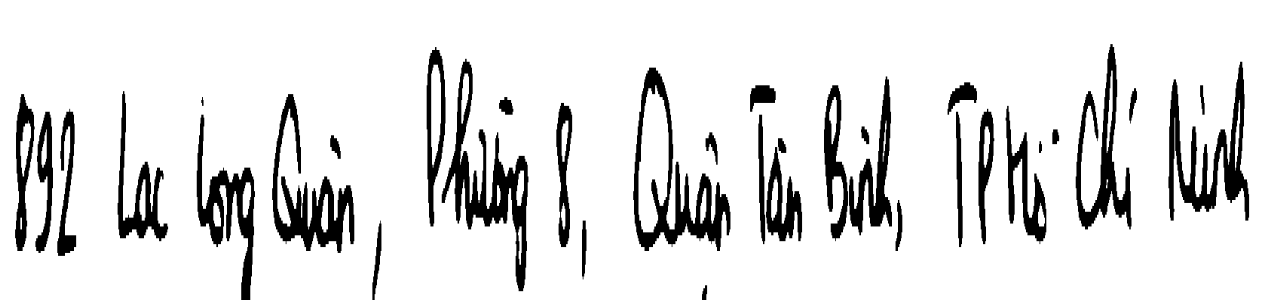 892 Lạc Long Quân, Phường 8, Quận Tân Bình, TP Hồ Chí Minh